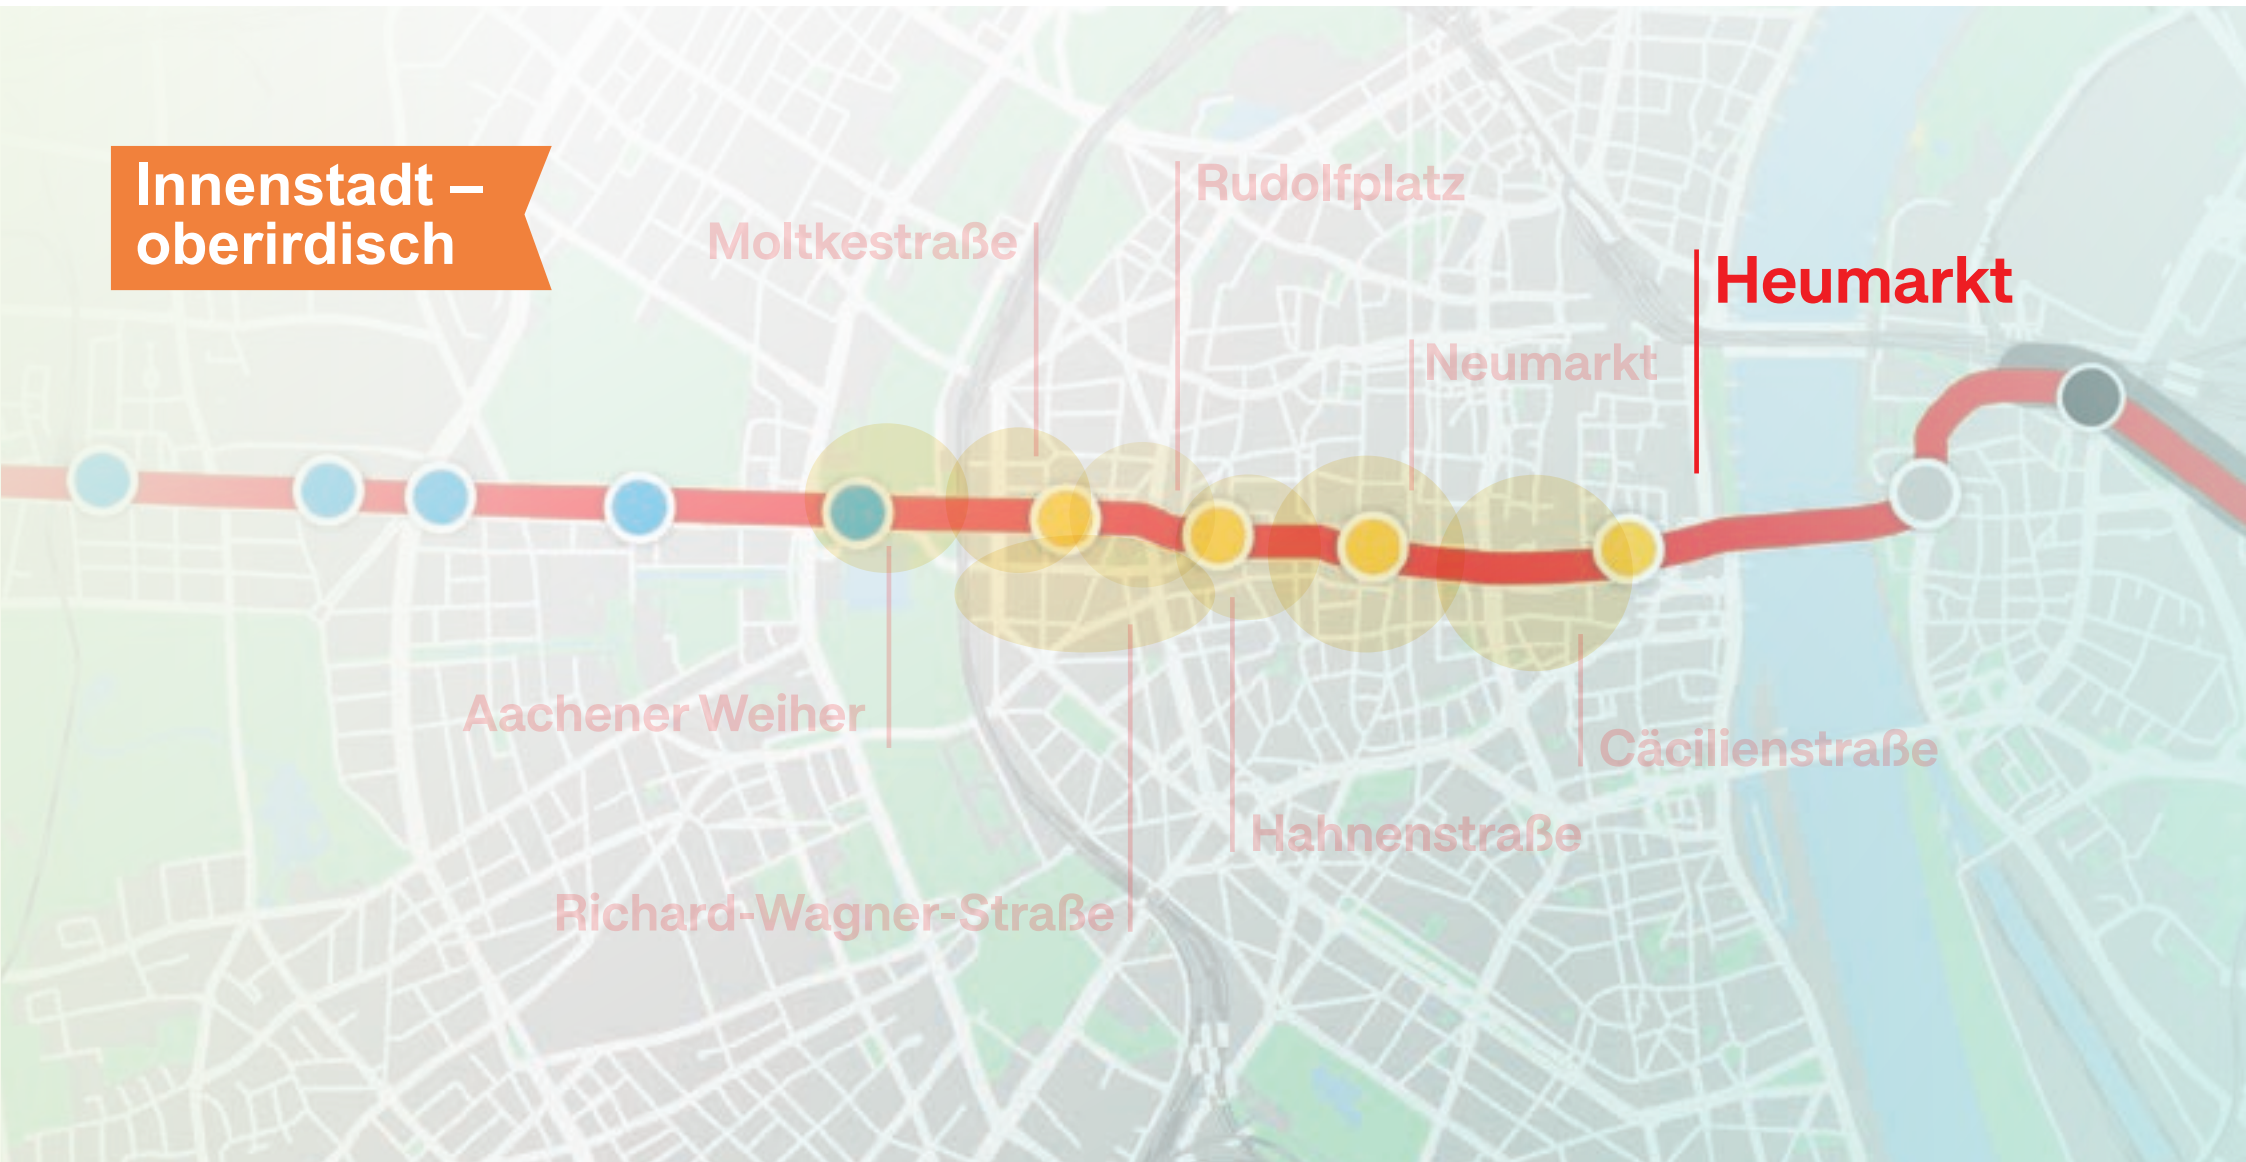 Innenstadt –
oberirdisch
Rudolfplatz
Moltkestraße
Heumarkt
Neumarkt
Aachener Weiher
Cäcilienstraße
Hahnenstraße
Richard-Wagner-Straße